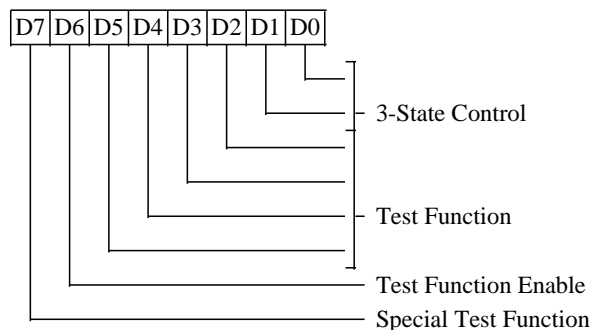 D7 D6 D5 D4 D3 D2 D1 D0
3-State Control
Test Function
Test Function Enable
Special Test Function